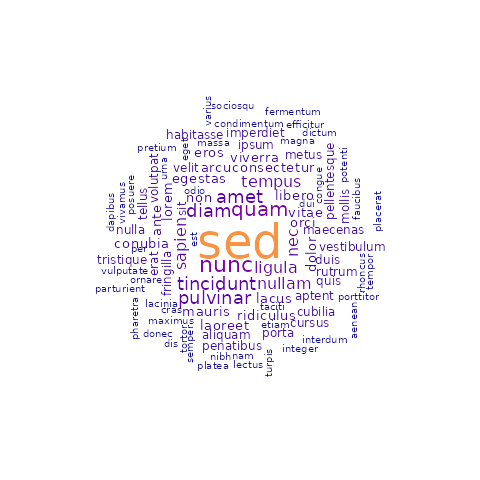 varius
sociosqu
fermentum
condimentum
efficitur
habitasse
imperdiet
dictum
massa
magna
pretium
eget
eros
ipsum
metus
viverra
potenti
pellentesque
volutpat
urna
velit
arcu
consectetur
egestas
tempus
congue
posuere
vivamus
dapibus
tellus
lorem
odio
non
amet
libero
mollis
faucibus
placerat
ante
diam
quam
dui
vitae
orci
nulla
sapien
est
sed
nec
maecenas
conubia
per
dolor
vestibulum
tristique
erat
fringilla
nunc
ligula
duis
rhoncus
tempor
vulputate
rutrum
ornare
tincidunt
nullam
quis
parturient
pulvinar
lacus
aptent
porttitor
pharetra
lacinia
cras
mauris
ridiculus
taciti
cubilia
aenean
maximus
laoreet
etiam
cursus
donec
tortor
semper
aliquam
porta
interdum
dis
penatibus
integer
nibh
nam
turpis
platea
lectus